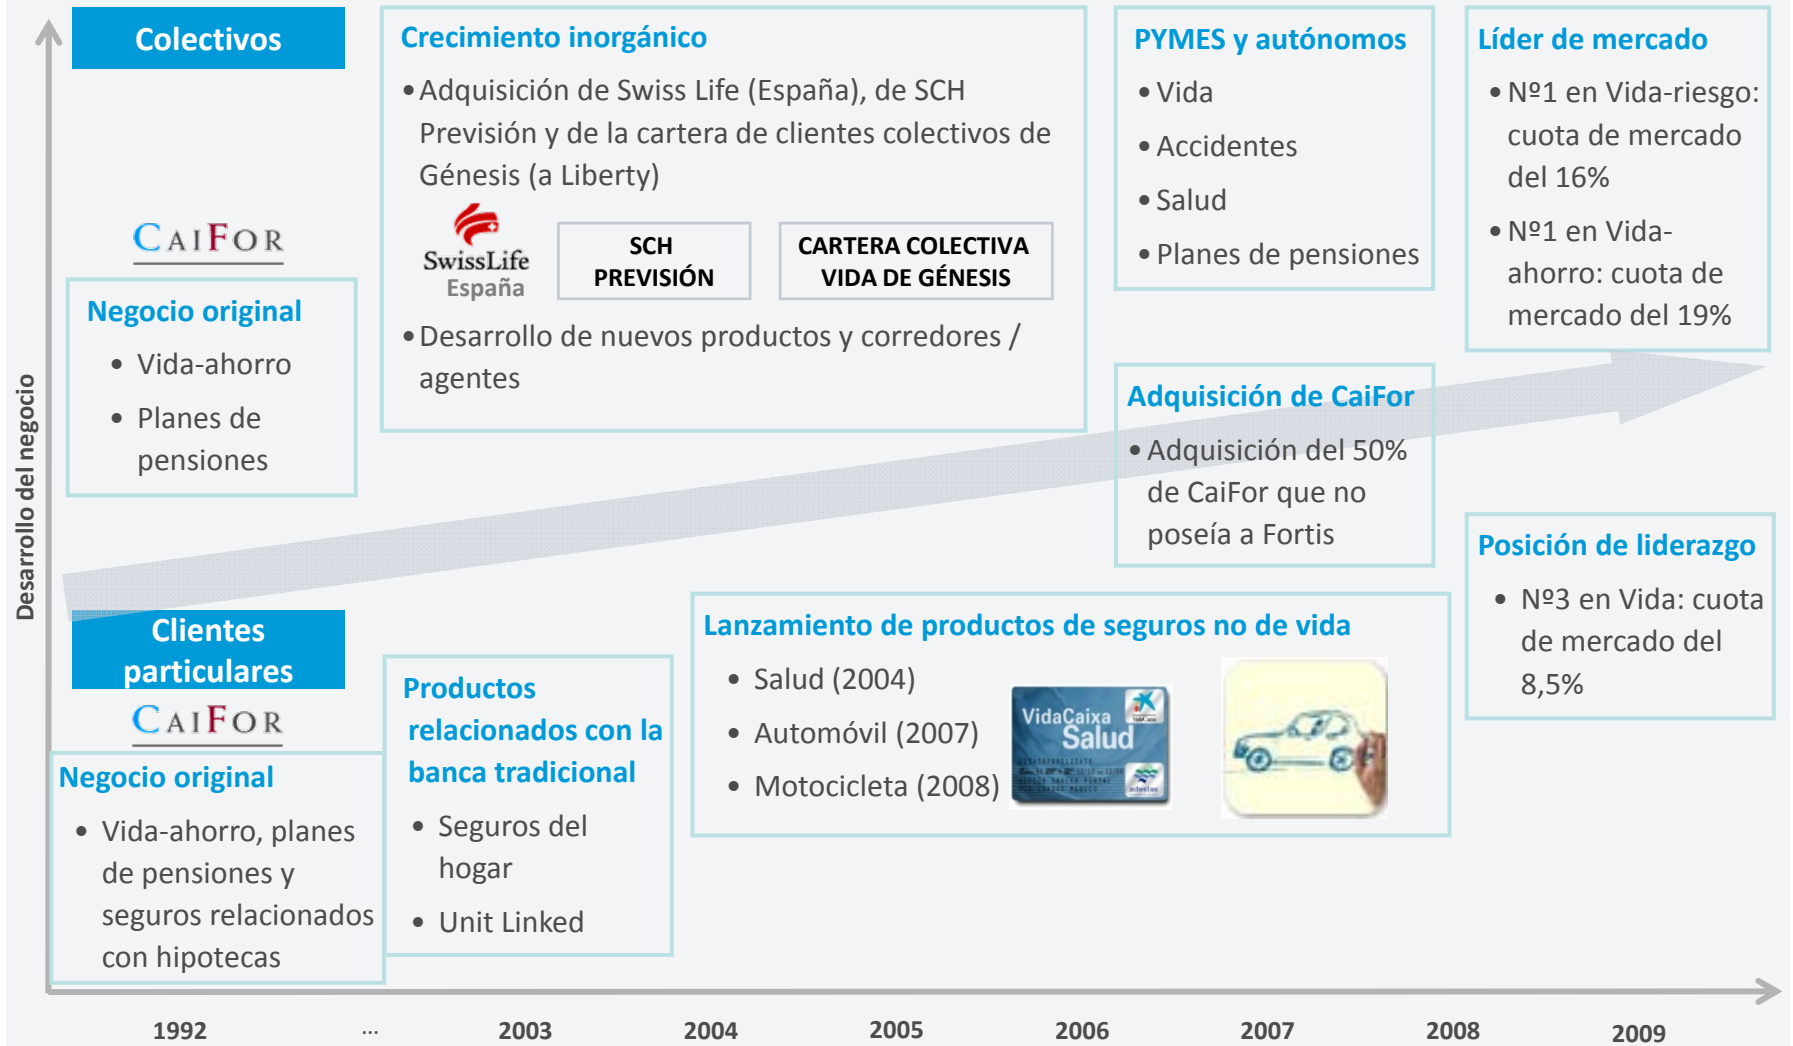 Colectivos
CAIFOR
Negocio original
• Vida-ahorro
• Planes de
pensiones
Crecimiento inorgánico
• Adquisición de Swiss Life (España), de SCH
Previsión y de la cartera de clientes colectivos de
Génesis (a Liberty)
SwissLife
España
SCH
PREVISIÓN
CARTERA COLECTIVA
VIDA DE GÉNESIS
• Desarrollo de nuevos productos y corredores /
agentes
PYMES y autónomos
• Vida
• Accidentes
• Salud
• Planes de pensiones
Líder de mercado
• Nº1 en Vida-riesgo:
cuota de mercado
del 16%
• Nº1 en Vida-
ahorro: cuota de
mercado del 19%
Adquisición de CaiFor
• Adquisición del 50%
de CaiFor que no
poseía a Fortis
Posición de liderazgo
• Nº3 en Vida: cuota
de mercado del
8,5%
Desarrollo del negocio
Clientes
particulares
CAIFOR
Negocio original
• Vida-ahorro, planes
de pensiones y
seguros relacionados
con hipotecas
Productos
relacionados con la
banca tradicional
• Seguros del
hogar
• Unit Linked
Lanzamiento de productos de seguros no de vida
• Salud (2004)
• Automóvil (2007)
• Motocicleta (2008)
VidaCaixa
Salud
VidaCaixa
adeslas
1992 ... 2003 2004 2005 2006 2007 2008 2009